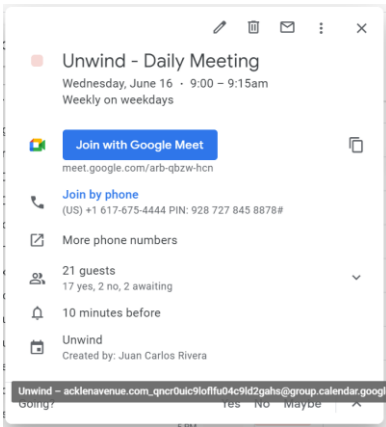 Unwind - Daily Meeting
Wednesday, June 16 · 9:00 – 9:15am
Weekly on weekdays
Join with Google Meet
meet.google.com/arb-qbzw-hcn
Join by phone
(US) +1 617-675-4444 PIN: 928 727 845 8878#
More phone numbers
21 guests
17 yes, 2 no, 2 awaiting
10 minutes before
Unwind
Created by: Juan Carlos Rivera
Unwind – acklenavenue.com_qncr0uic9loflfu04c9ld2gahs@group.calendar.googl
Going? Yes No Maybe